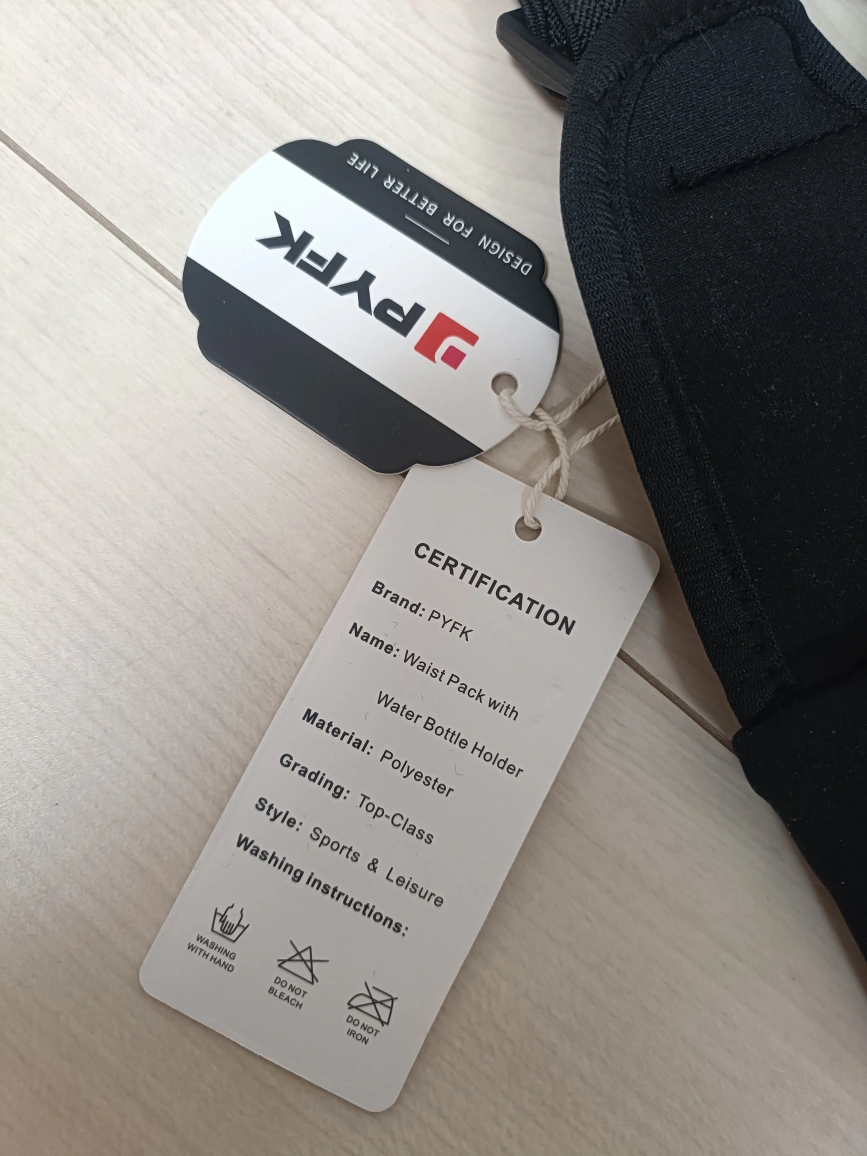 DESIGN FOR BETTER LIFE
PYFK
CERTIFICATION
Brand: PYFK
Name: Waist Pack with
Water Bottle Holder
Material: Polyester
Grading: Top-Class
Style: Sports & Leisure
Washing instructions:
WASHING
WITH HAND
DO NOT
BLEACH
DO NOT
IRON